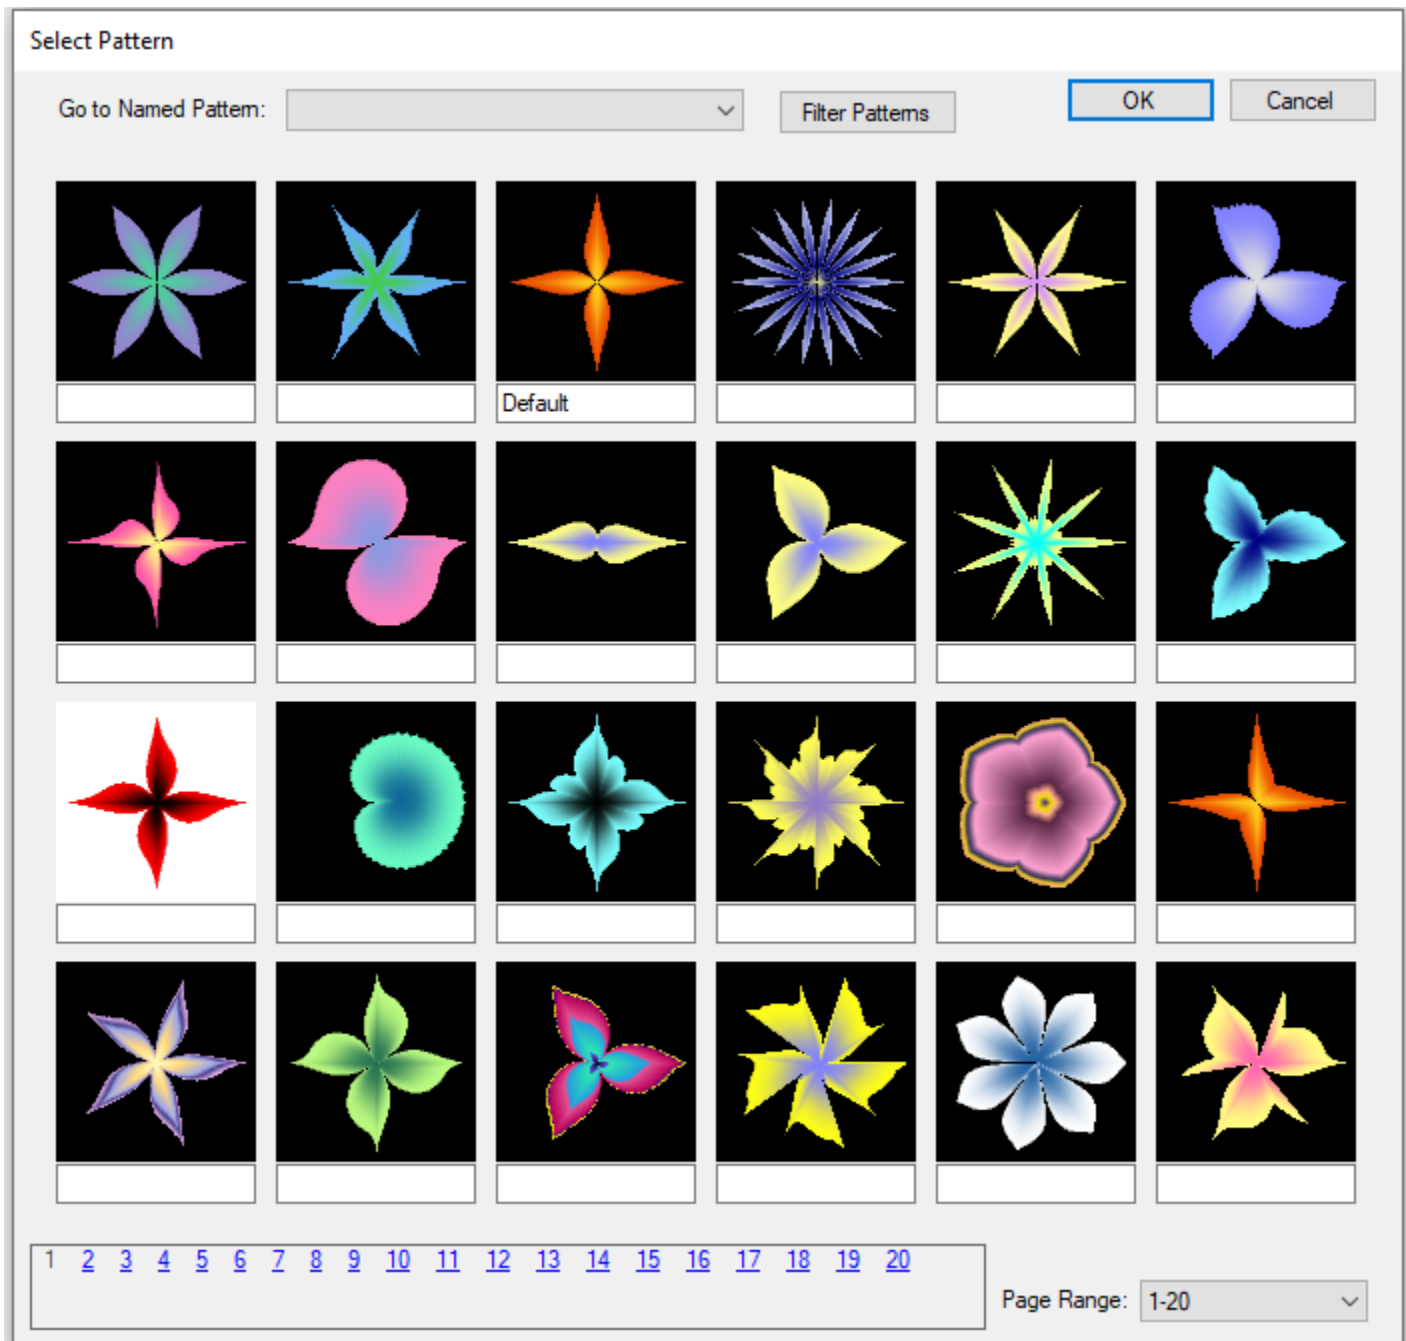 Select Pattern
Go to Named Pattern:
Filter Patterns
OK
Cancel
Default
1 2 3 4 5 6 7 8 9 10 11 12 13 14 15 16 17 18 19 20
Page Range: 1-20